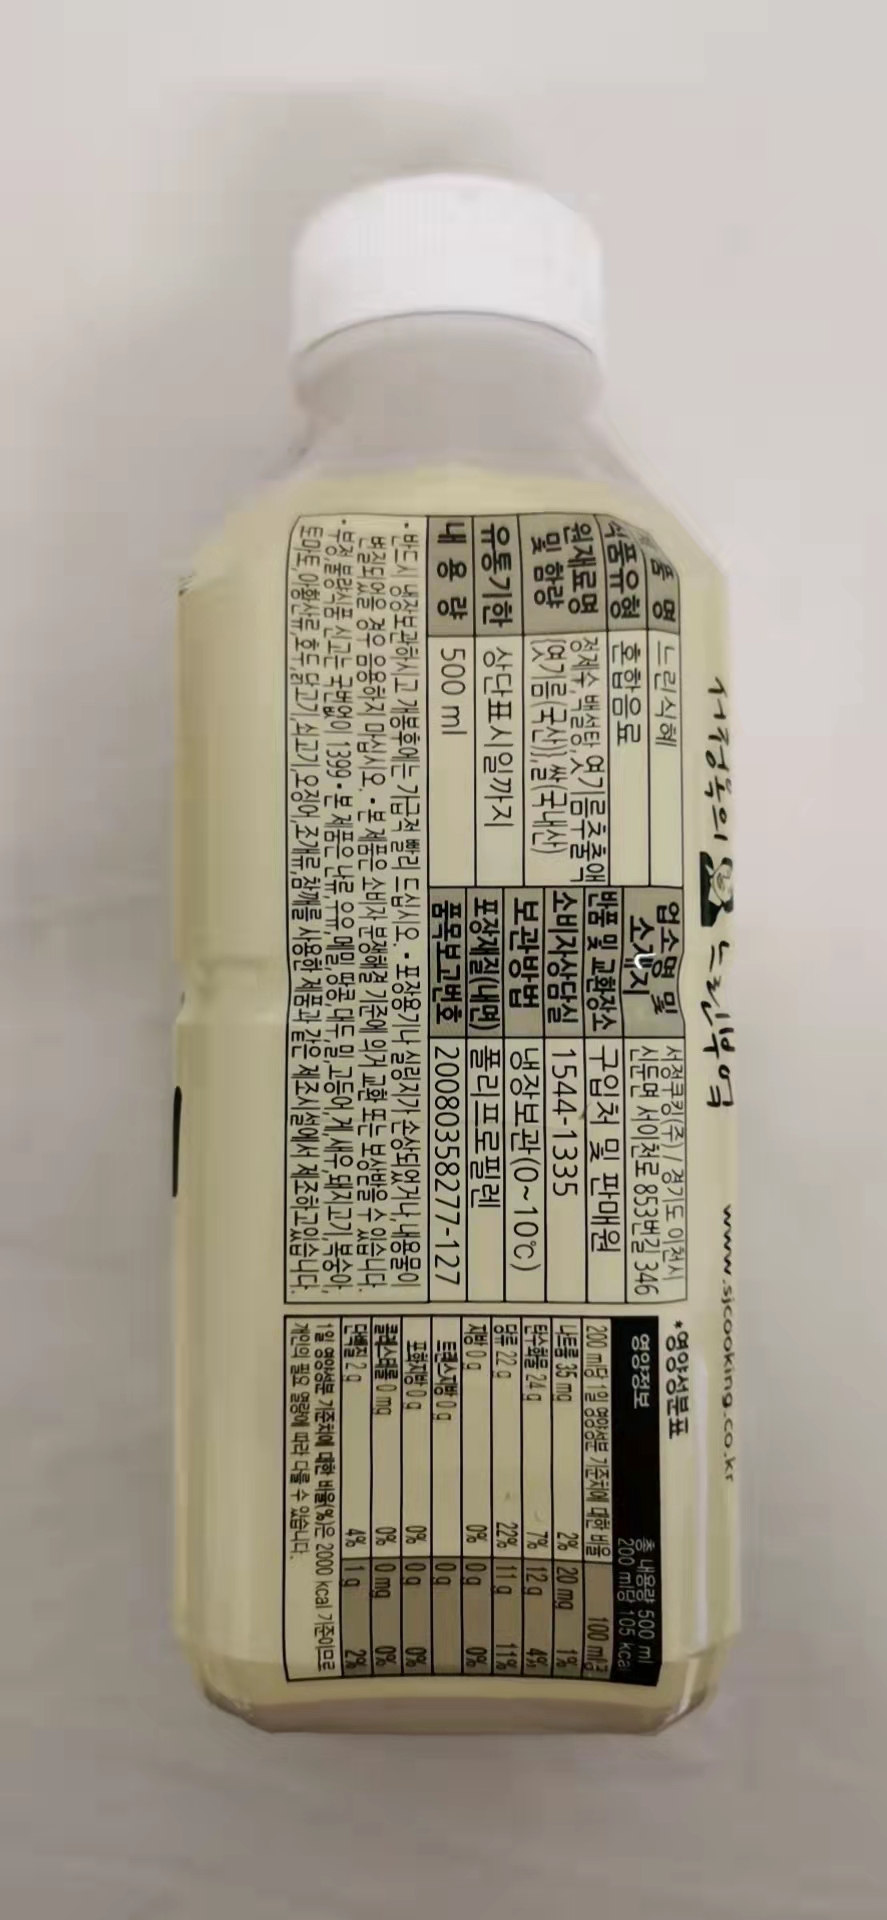 서정옥의 느린부엌 www.sjcooking.co.kr
품 명 느린식혜
식품유형 혼합음료
원재료명 및 함량
정제수, 백설탕, 엿기름추출액
(엿기름(국산)), 쌀(국내산)
유통기한 상단표시일까지
내 용 량 500 ml
업소명 및 소재지
서정쿠킹(주) / 경기도 이천시
신둔면 서이천로 853번길 346
반품 및 교환장소 구입처 및 판매원
소비자상담실 1544-1335
보관방법 냉장보관(0~10℃)
포장재질(내면) 폴리프로필렌
품목보고번호 20080358277-127
• 반드시 냉장보관하시고 개봉후에는 가급적 빨리 드십시오. • 포장용기나 실링지가 손상되었거나, 내용물이
변질되었을 경우 음용하지 마십시오. • 본 제품은 소비자 분쟁해결 기준에 의거 교환 또는 보상받을 수 있습니다.
• 부정,불량식품 신고는 국번없이 1399 • 본 제품은 난류,우유,메밀,땅콩,대두,밀,고등어,게,새우,돼지고기,복숭아,
토마토,아황산류,호두,닭고기,쇠고기,오징어,조개류,참깨를 사용한 제품과 같은 제조시설에서 제조하고있습니다.
*영양성분표
영양정보 총 내용량 500 ml
200 ml당 105 kcal
200 ml당 1일 영양성분 기준치에 대한 비율 100 ml당
나트륨 35 mg 2% 20 mg 1%
탄수화물 24 g 7% 12 g 4%
당류 22 g 22% 11 g 11%
지방 0 g 0% 0 g 0%
트랜스지방 0 g 0 g
포화지방 0 g 0% 0 g 0%
콜레스테롤 0 mg 0% 0 mg 0%
단백질 2 g 4% 1 g 2%
1일 영양성분 기준치에 대한 비율(%)은 2000 kcal 기준이므로
개인의 필요 열량에 따라 다를 수 있습니다.